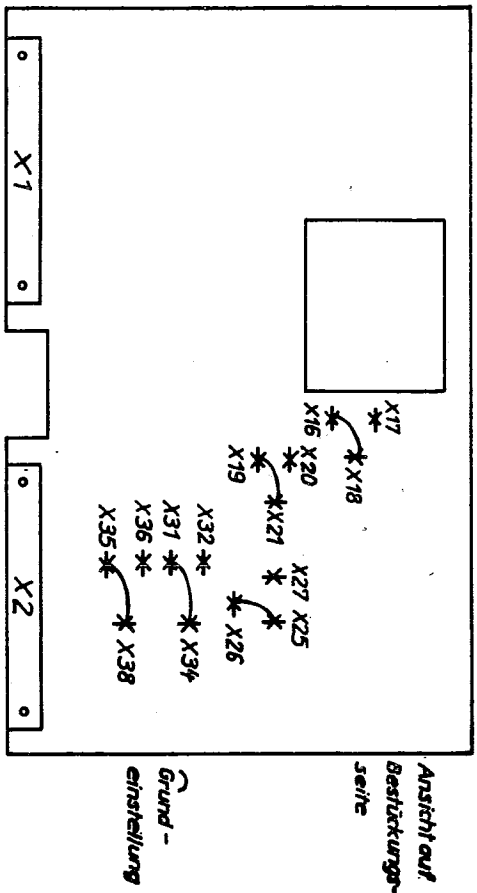 Ansicht auf
Bestückungs-
seite
X17
X18
X16
X20
X27 X25
X21
X19
X26
X32
X34
X31
X36
X38
X35
Grund-
einstellung
X1
X2